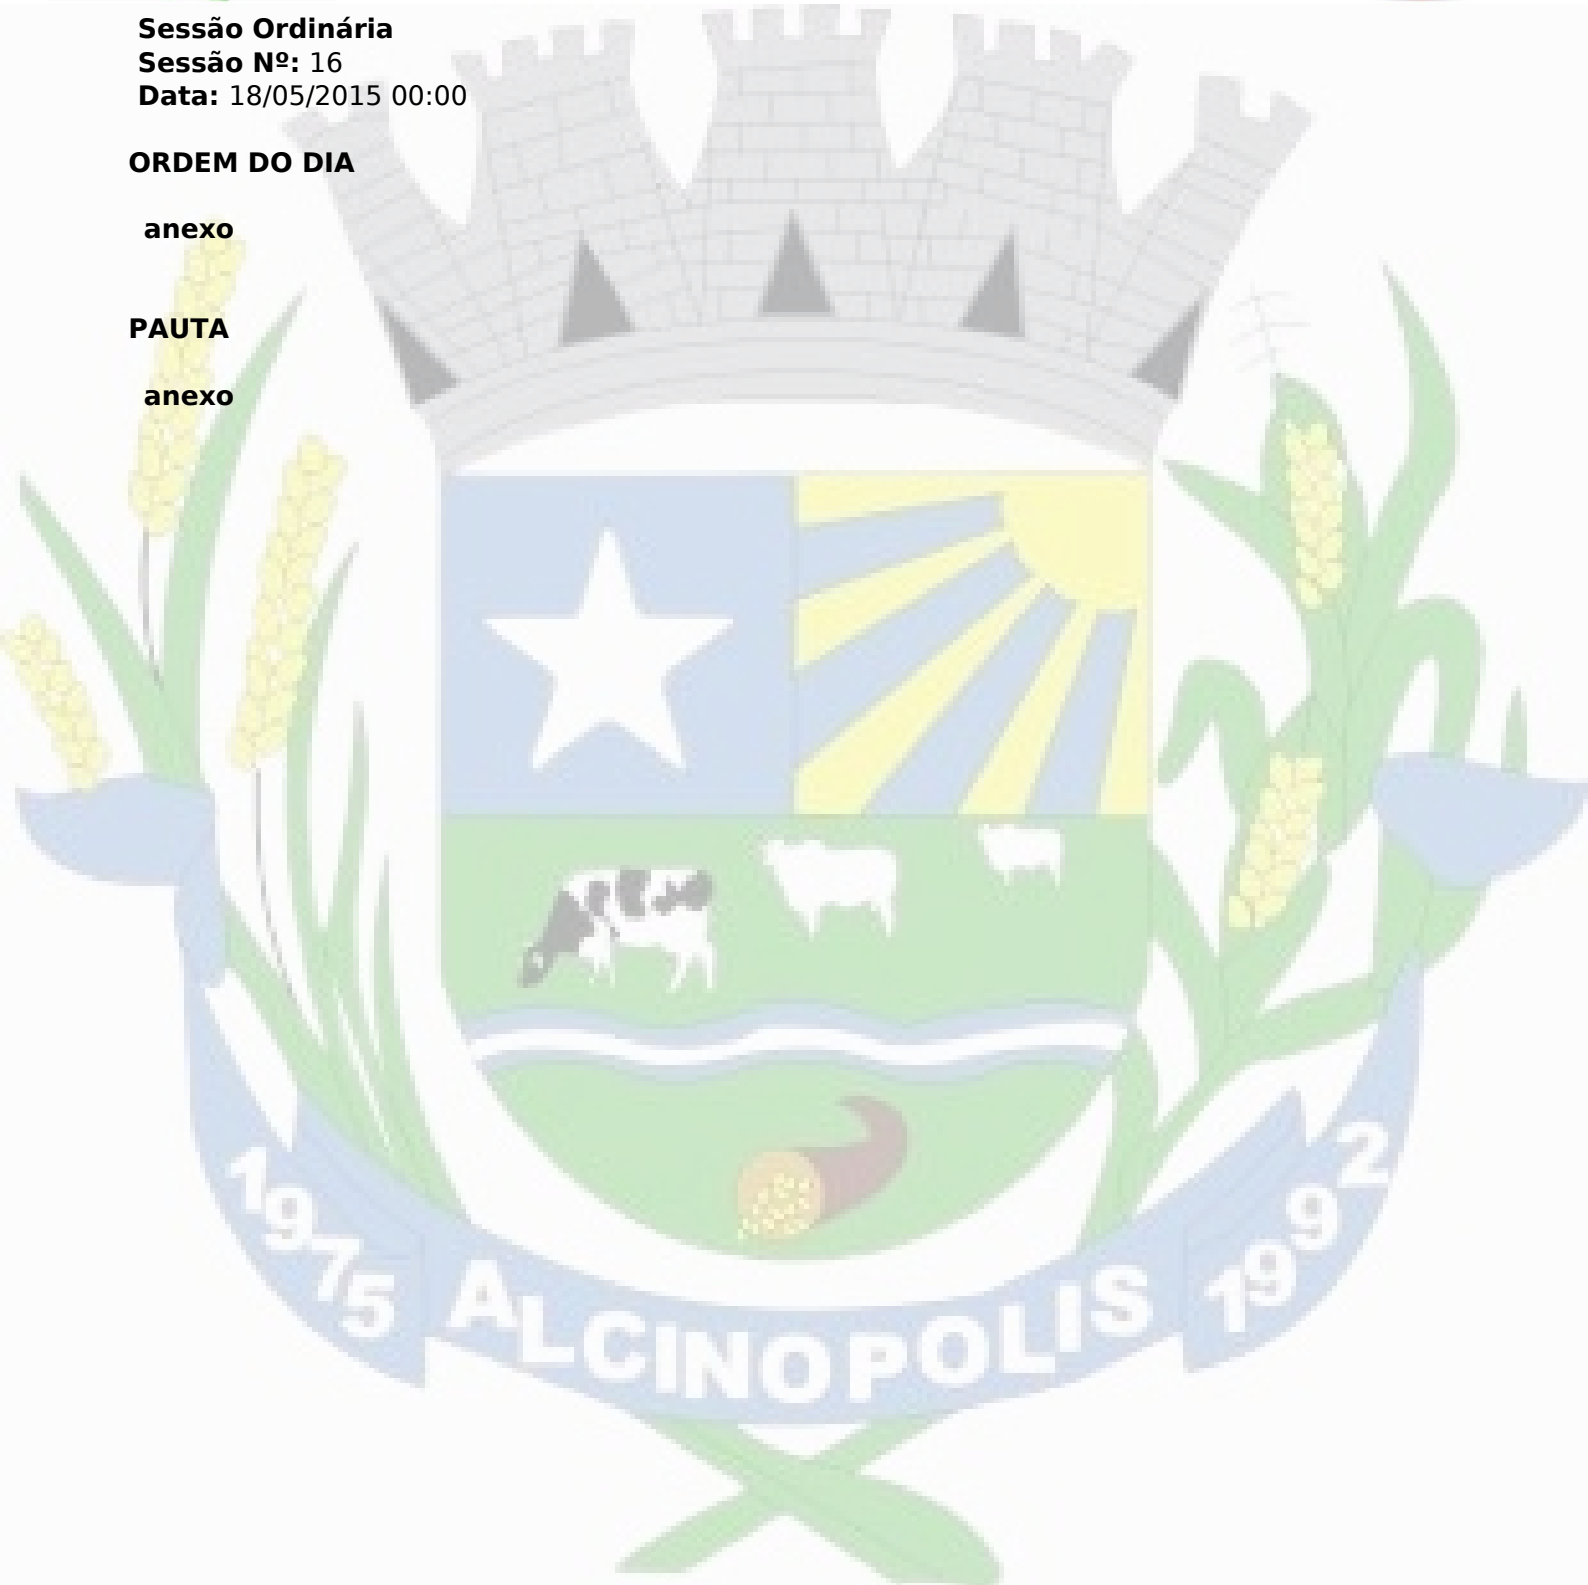 Sessão Ordinária
Sessão Nº: 16
Data: 18/05/2015 00:00
ORDEM DO DIA
anexo
PAUTA
anexo
1975 ALCINOPOLIS 1992